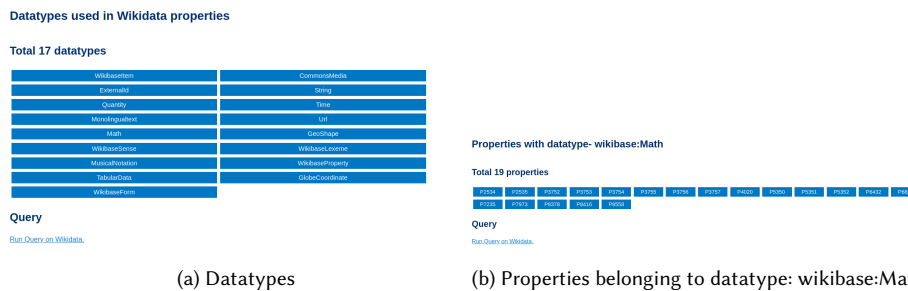 Datatypes used in Wikidata properties
Total 17 datatypes
WikibaseItem CommonsMedia
ExternalId String
Quantity Time
Monolingualtext Url
Math GeoShape
WikibaseSense WikibaseLexeme
MusicalNotation WikibaseProperty
TabularData GlobeCoordinate
WikibaseForm
Query
Run Query on Wikidata.
(a) Datatypes
Properties with datatype- wikibase:Math
Total 19 properties
P2534 P2535 P3752 P3753 P3754 P3755 P3756 P3757 P4020 P5350 P5351 P5352 P6432
P7235 P7973 P8378 P8416 P8558
Query
Run Query on Wikidata.
(b) Properties belonging to datatype: wikibase:Ma